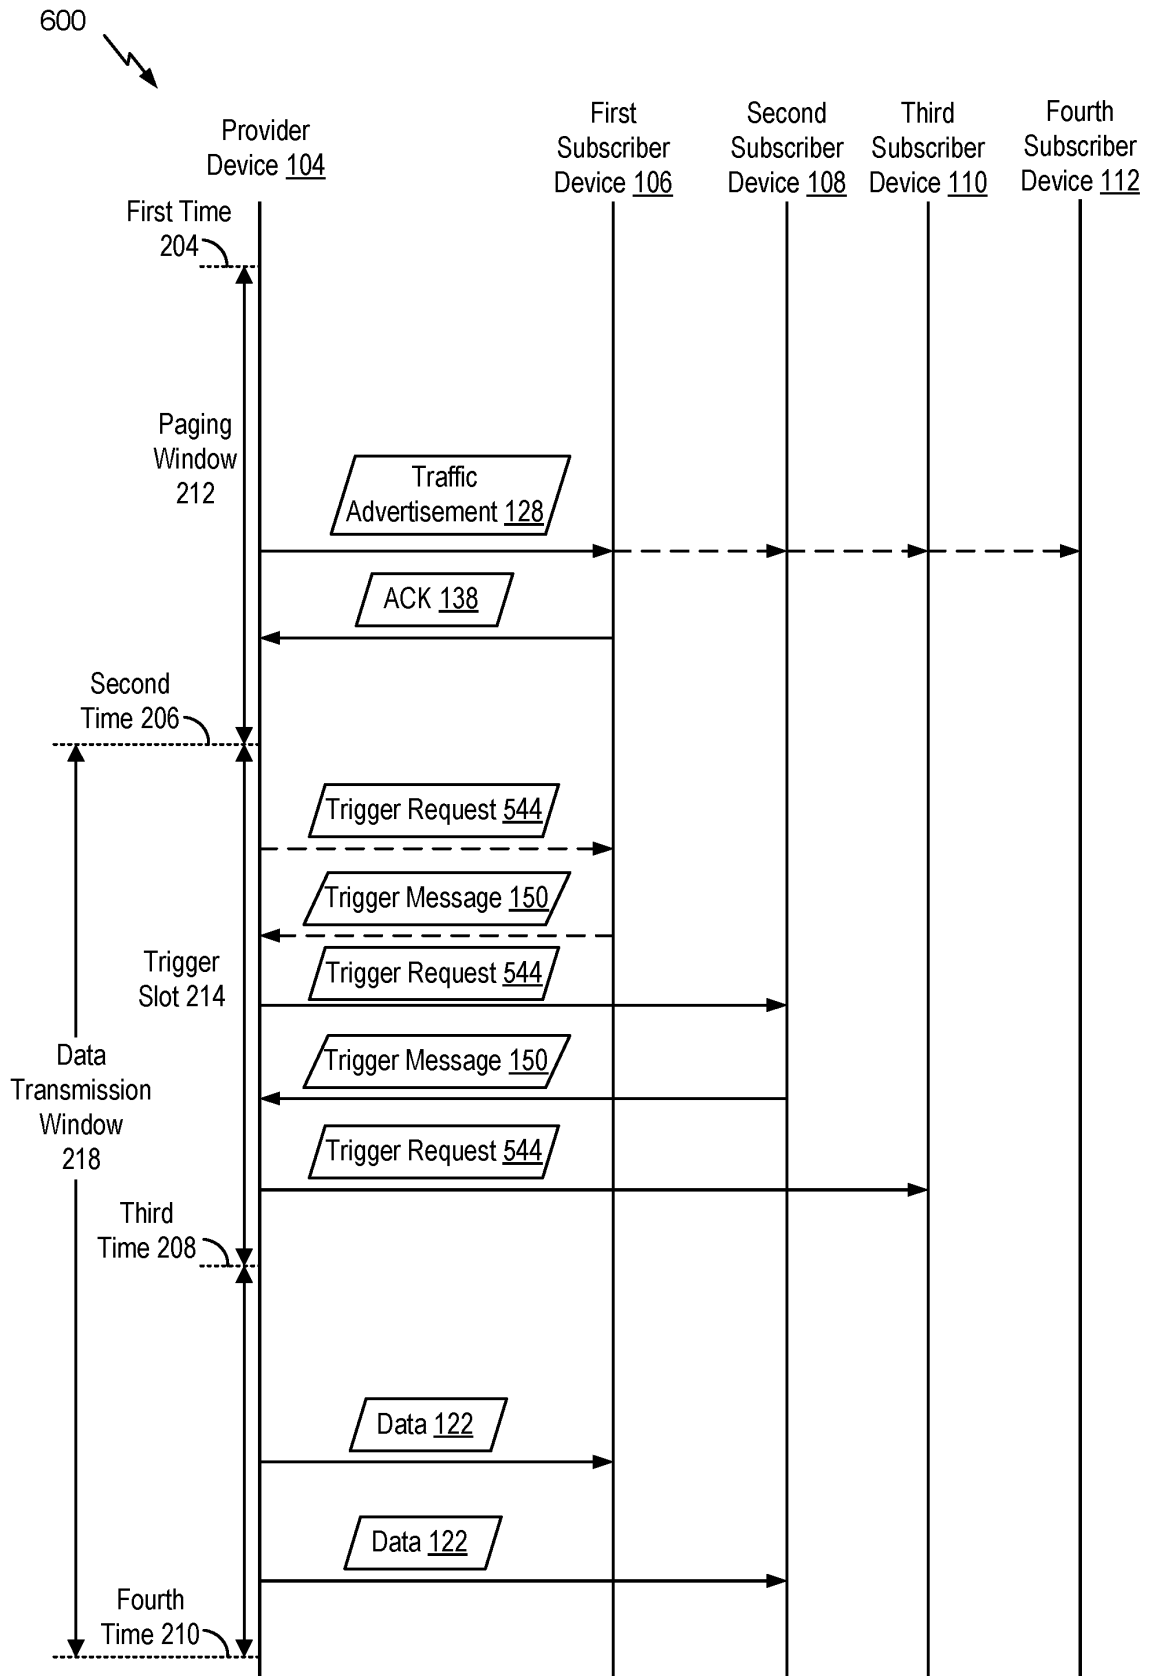 600
Provider
Device 104
First
Subscriber
Device 106
Second
Subscriber
Device 108
Third
Subscriber
Device 110
Fourth
Subscriber
Device 112
First Time
204
Paging
Window
212
Traffic
Advertisement 128
ACK 138
Second
Time 206
Trigger Request 544
Trigger Message 150
Trigger
Slot 214
Trigger Request 544
Data
Transmission
Window
218
Trigger Message 150
Trigger Request 544
Third
Time 208
Data 122
Data 122
Fourth
Time 210